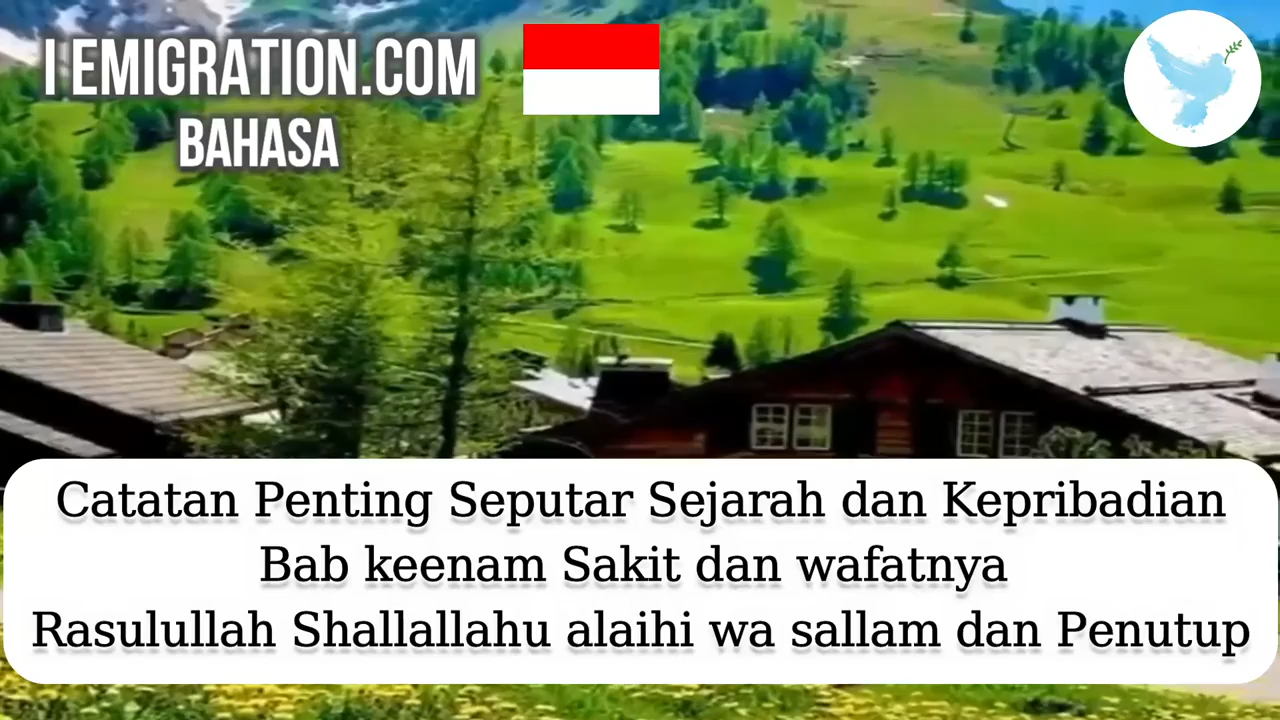 I EMIGRATION.COM
BAHASA
Catatan Penting Seputar Sejarah dan Kepribadian
Bab keenam Sakit dan wafatnya
Rasulullah Shallallahu alaihi wa sallam dan Penutup